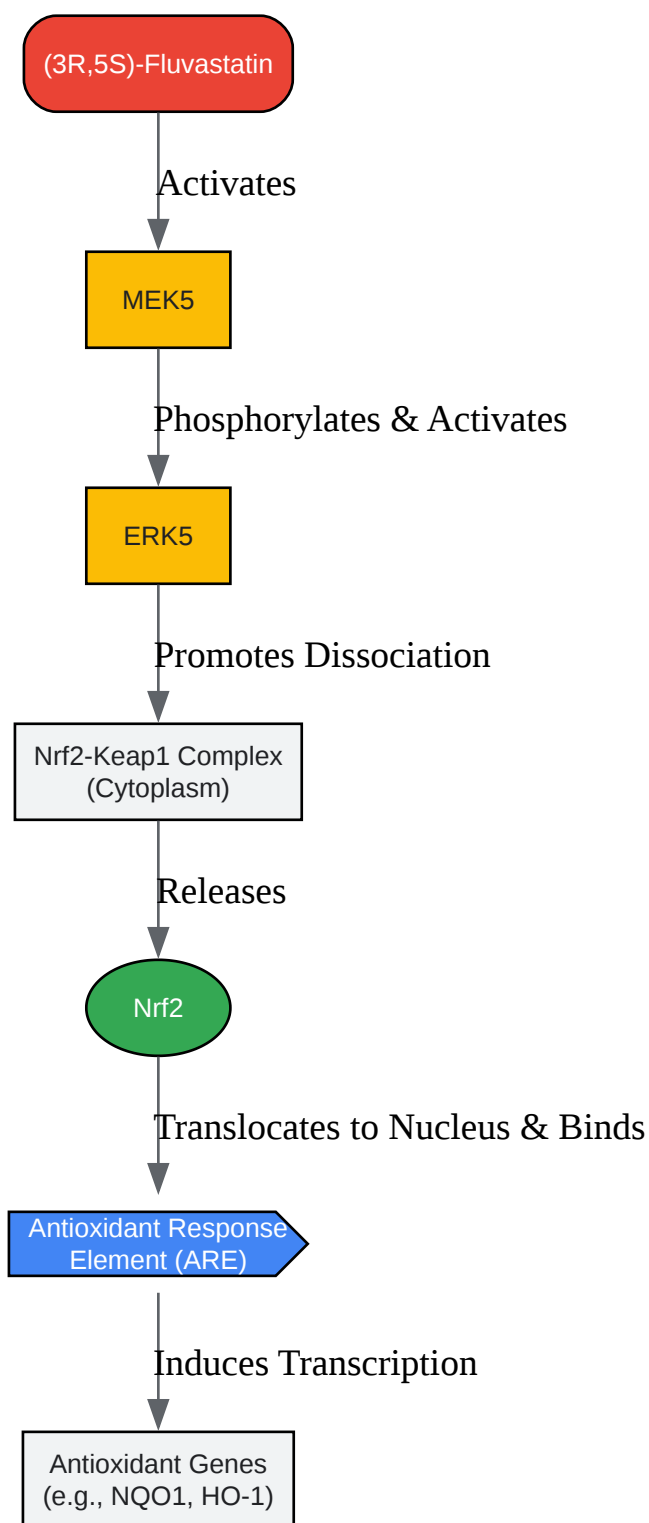 (3R,5S)-Fluvastatin
Activates
MEK5
Phosphorylates & Activates
ERK5
Promotes Dissociation
Nrf2-Keap1 Complex
(Cytoplasm)
Releases
Nrf2
Translocates to Nucleus & Binds
Antioxidant Response
Element (ARE)
Induces Transcription
Antioxidant Genes
(e.g., NQO1, HO-1)